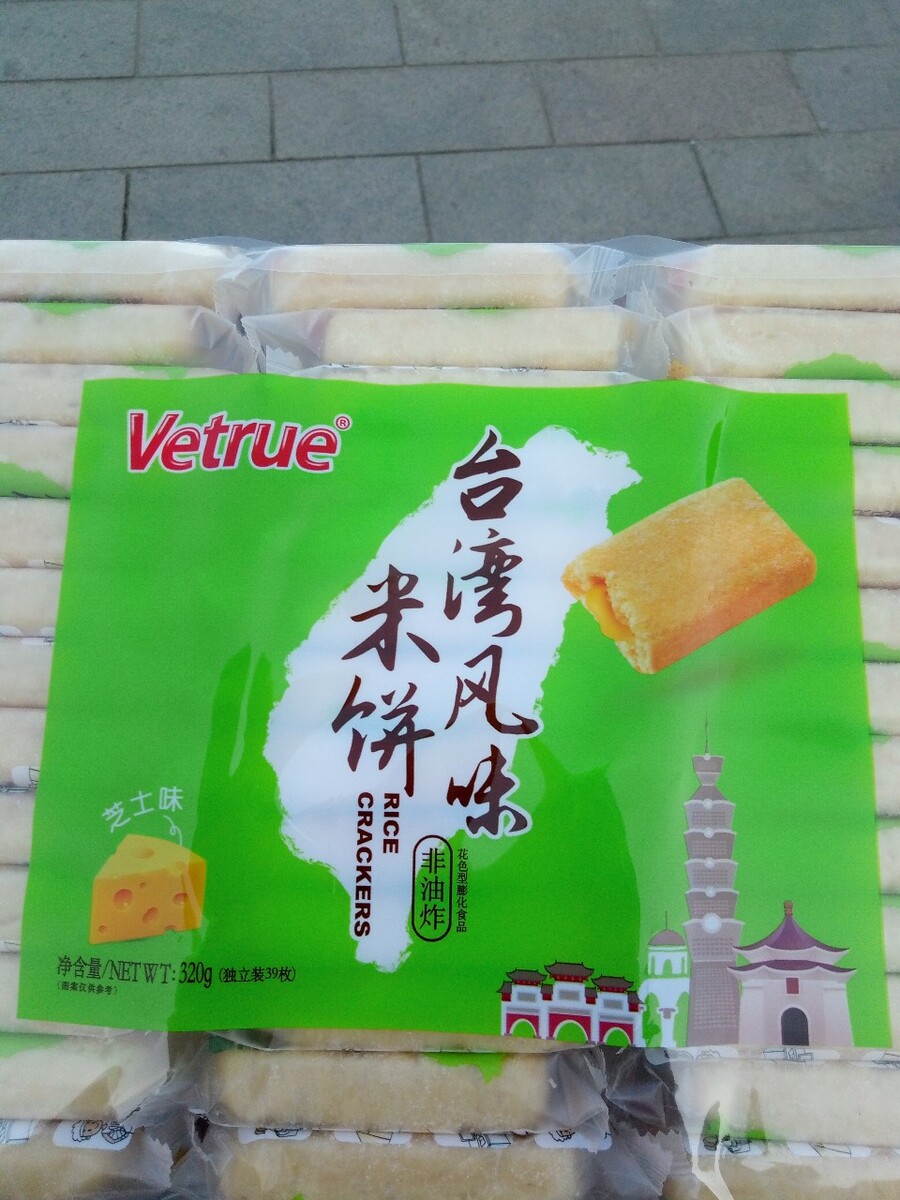 Vetrue®
台湾风味
米饼
RICE
CRACKERS
非油炸
花色型膨化食品
芝士味
净含量/NET WT: 320g (独立装39枚)
(图案仅供参考)